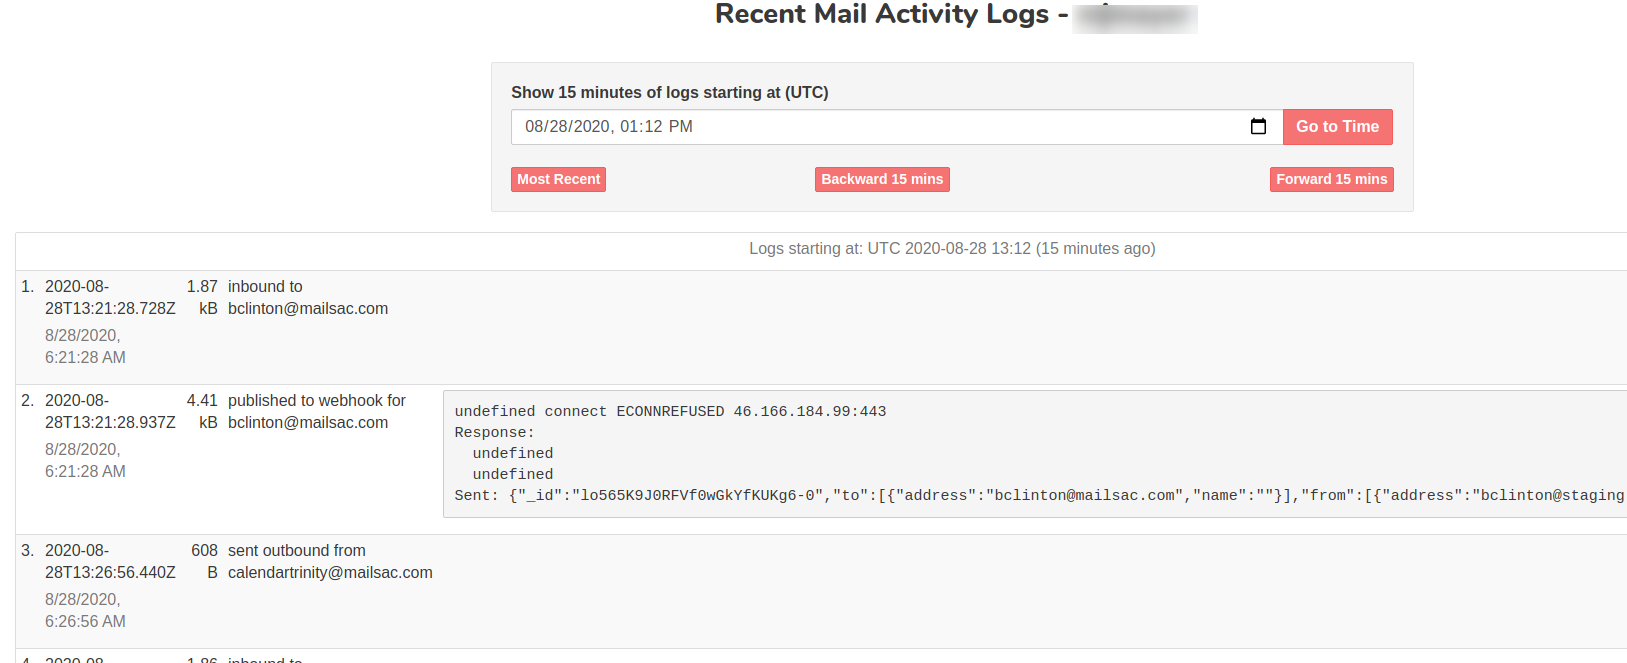 Recent Mail Activity Logs -
Show 15 minutes of logs starting at (UTC)
08/28/2020, 01:12 PM
Go to Time
Most Recent
Backward 15 mins
Forward 15 mins
Logs starting at: UTC 2020-08-28 13:12 (15 minutes ago)
1. 2020-08- 1.87 inbound to
28T13:21:28.728Z kB bclinton@mailsac.com
8/28/2020,
6:21:28 AM
2. 2020-08- 4.41 published to webhook for
28T13:21:28.937Z kB bclinton@mailsac.com
8/28/2020,
6:21:28 AM
undefined connect ECONNREFUSED 46.166.184.99:443
Response:
undefined
undefined
Sent: {"_id":"lo565K9J0RFVf0wGkYfKUKg6-0","to":[{"address":"bclinton@mailsac.com","name":""}],"from":[{"address":"bclinton@staging
3. 2020-08- 608 sent outbound from
28T13:26:56.440Z B calendartrinity@mailsac.com
8/28/2020,
6:26:56 AM
4. 2020-08- 1.86 inbound to